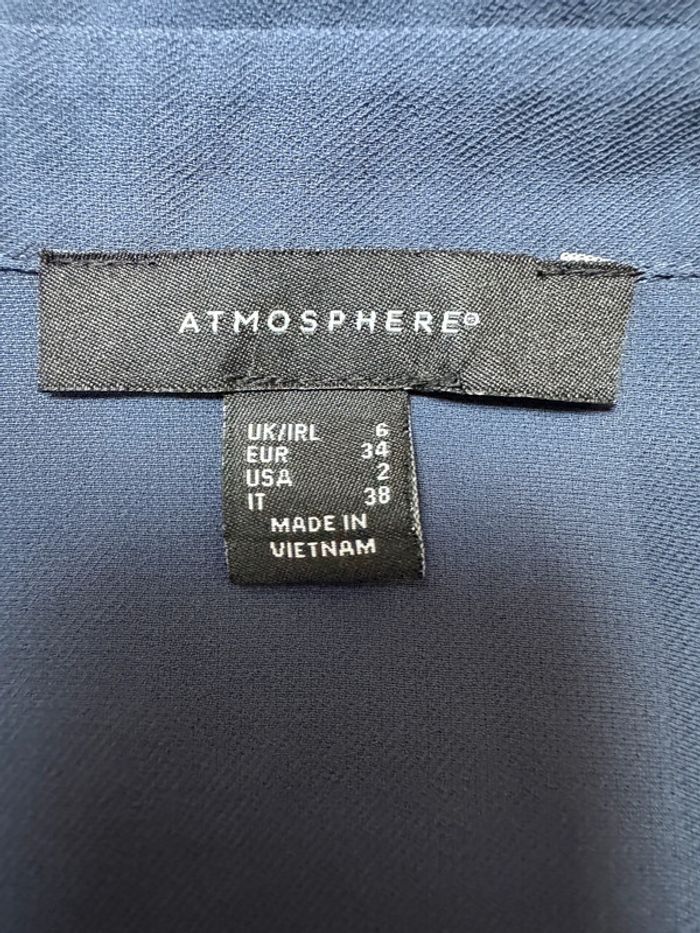 ATMOSPHERE®
UK/IRL 6
EUR 34
USA 2
IT 38
MADE IN
VIETNAM